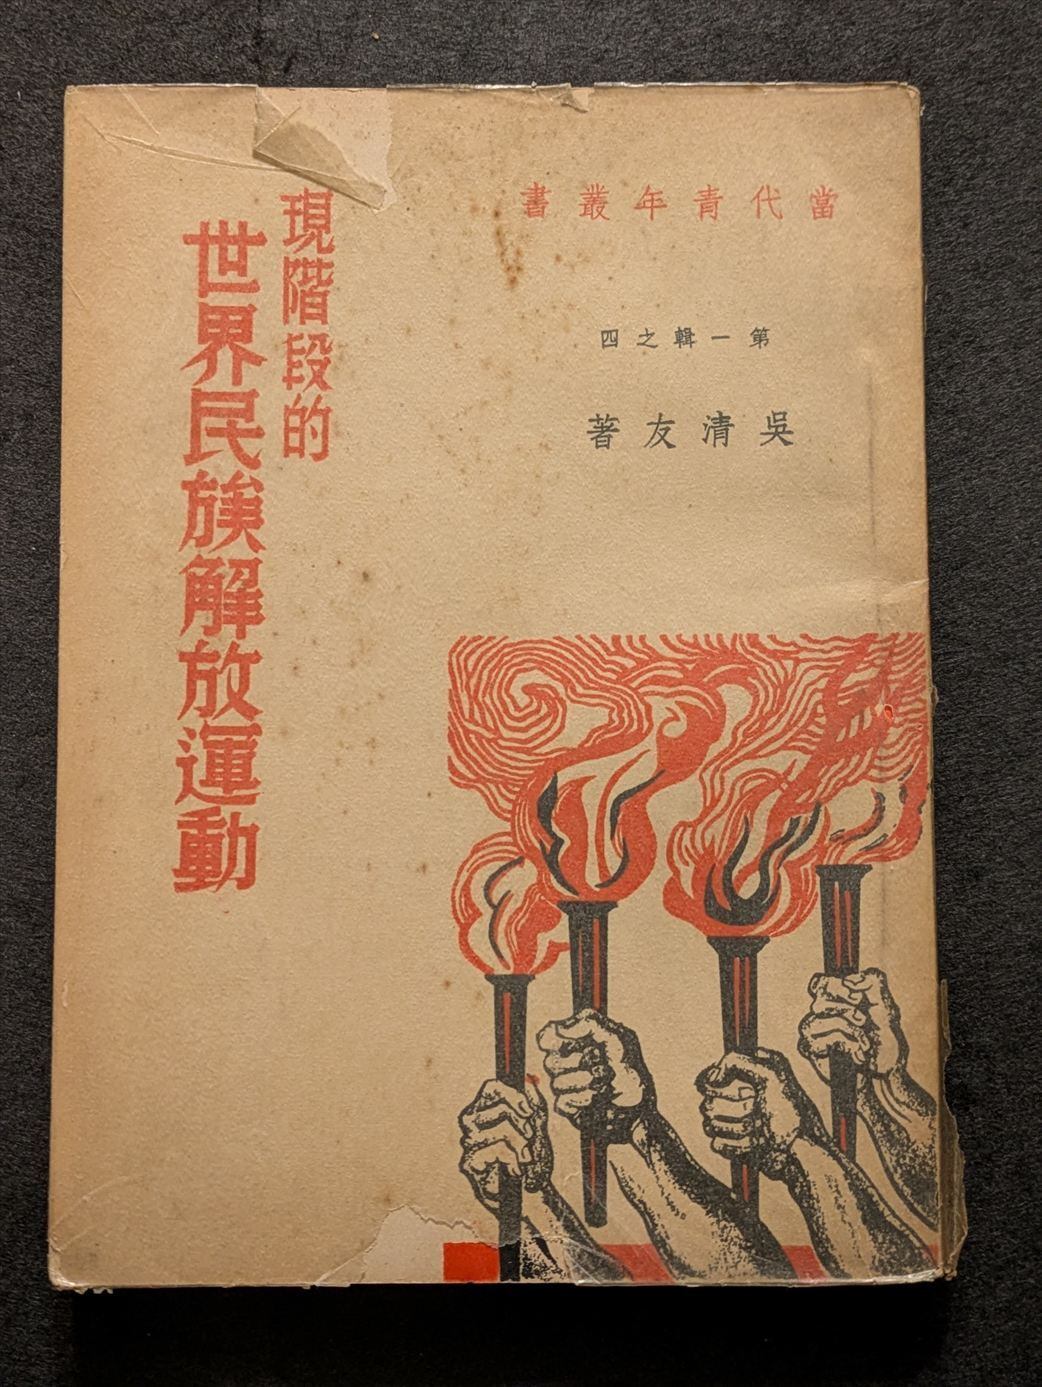 當代青年叢書
第一輯之四
吳清友著
現階段的
世界民族解放運動